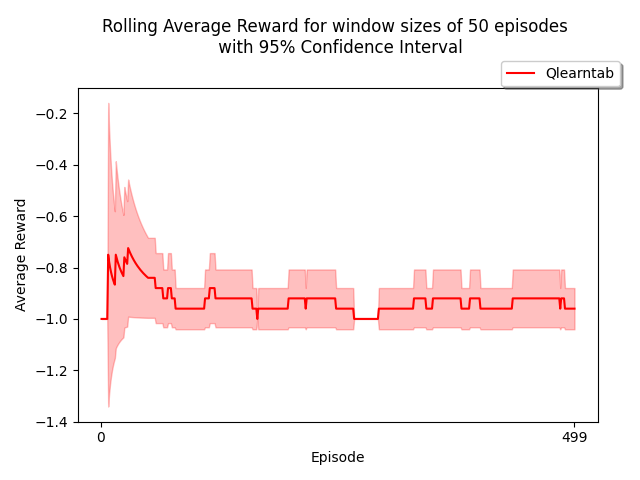 Rolling Average Reward for window sizes of 50 episodes
with 95% Confidence Interval
Qlearntab
−0.2
−0.4
−0.6
−0.8
−1.0
−1.2
−1.4
Average Reward
0
499
Episode